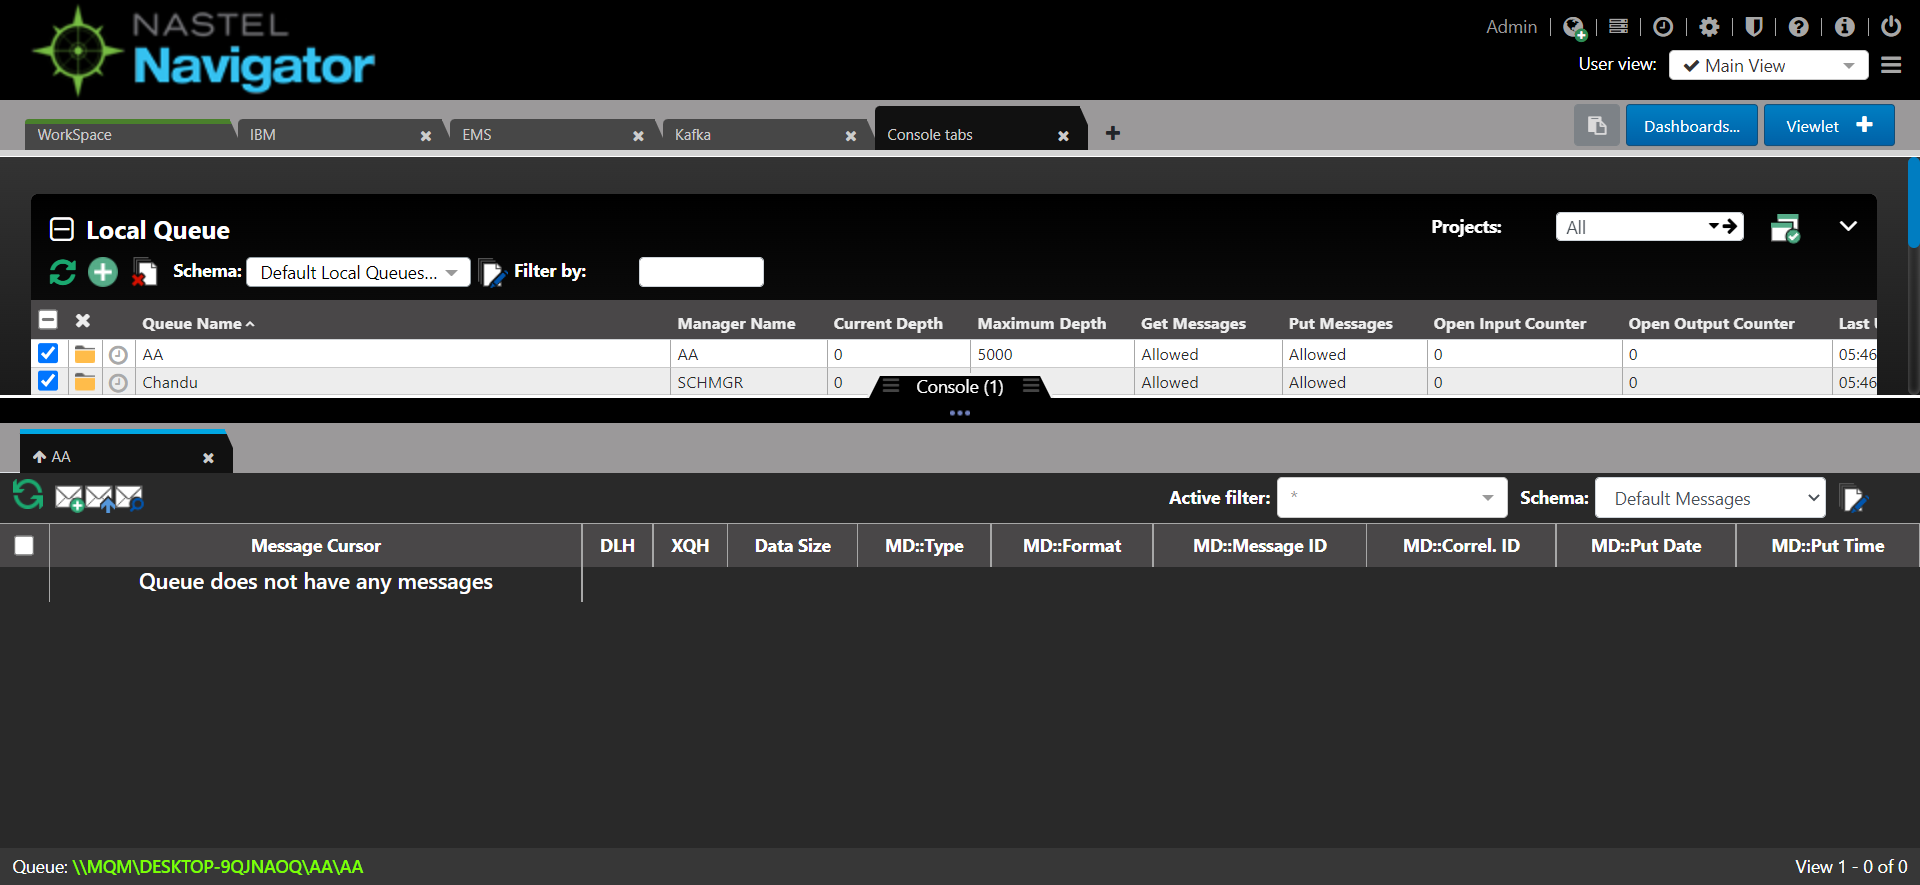 NASTEL
Navigator
Admin
User view: Main View
WorkSpace IBM EMS Kafka Console tabs
Dashboards... Viewlet
Local Queue
Projects: All
Schema: Default Local Queues... Filter by:
Queue Name Manager Name Current Depth Maximum Depth Get Messages Put Messages Open Input Counter Open Output Counter Last
AA AA 0 5000 Allowed Allowed 0 0 05:46
Chandu SCHMGR 0 Allowed Allowed 0 0 05:46
Console (1)
AA
Active filter: * Schema: Default Messages
Message Cursor DLH XQH Data Size MD::Type MD::Format MD::Message ID MD::Correl. ID MD::Put Date MD::Put Time
Queue does not have any messages
Queue: \\MQM\DESKTOP-9QJNAOQ\AA\AA
View 1 - 0 of 0